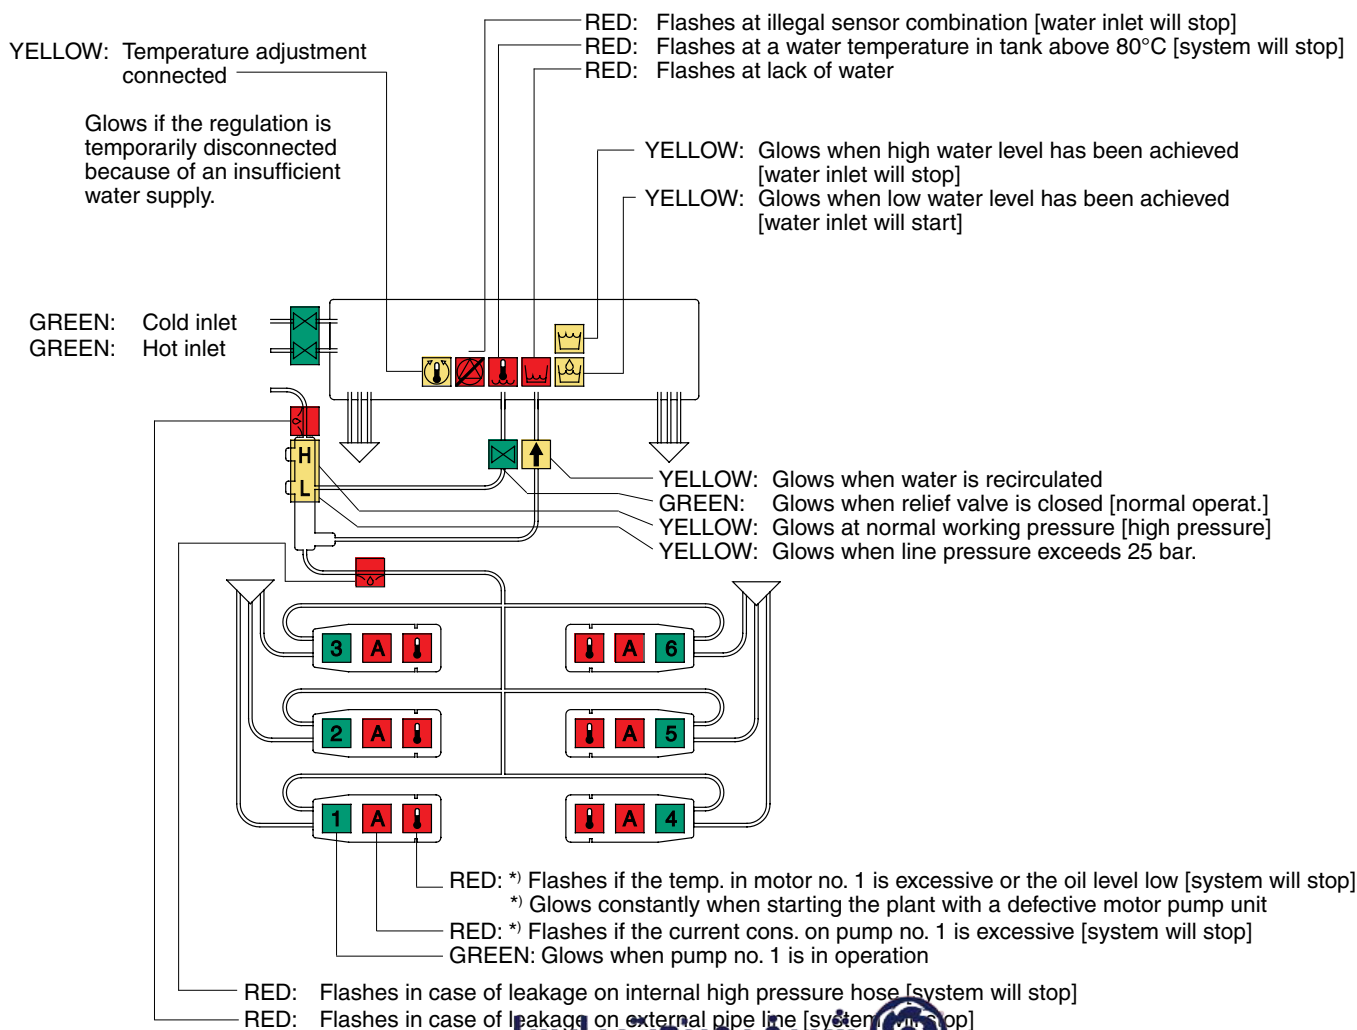 RED: Flashes at illegal sensor combination [water inlet will stop]
RED: Flashes at a water temperature in tank above 80°C [system will stop]
RED: Flashes at lack of water
YELLOW: Temperature adjustment
connected
Glows if the regulation is
temporarily disconnected
because of an insufficient
water supply.
YELLOW: Glows when high water level has been achieved
[water inlet will stop]
YELLOW: Glows when low water level has been achieved
[water inlet will start]
GREEN: Cold inlet
GREEN: Hot inlet
H
L
YELLOW: Glows when water is recirculated
GREEN: Glows when relief valve is closed [normal operat.]
YELLOW: Glows at normal working pressure [high pressure]
YELLOW: Glows when line pressure exceeds 25 bar.
3 A A 6
2 A A 5
1 A A 4
RED: *) Flashes if the temp. in motor no. 1 is excessive or the oil level low [system will stop]
*) Glows constantly when starting the plant with a defective motor pump unit
RED: *) Flashes if the current cons. on pump no. 1 is excessive [system will stop]
GREEN: Glows when pump no. 1 is in operation
RED: Flashes in case of leakage on internal high pressure hose [system will stop]
RED: Flashes in case of leakage on external pipe line [system will stop]